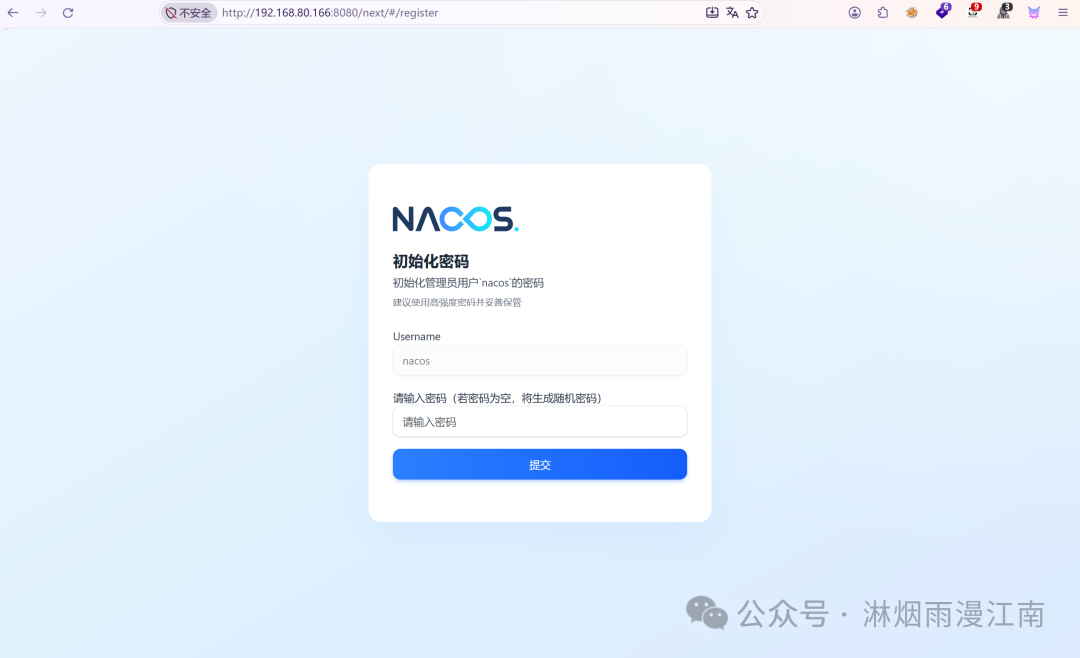 不安全 http://192.168.80.166:8080/next/#/register
6 9 3
NACOS.
初始化密码
初始化管理员用户`nacos`的密码
建议使用高强度密码并妥善保管
Username
nacos
请输入密码（若密码为空，将生成随机密码）
请输入密码
提交
公众号 · 淋烟雨漫江南